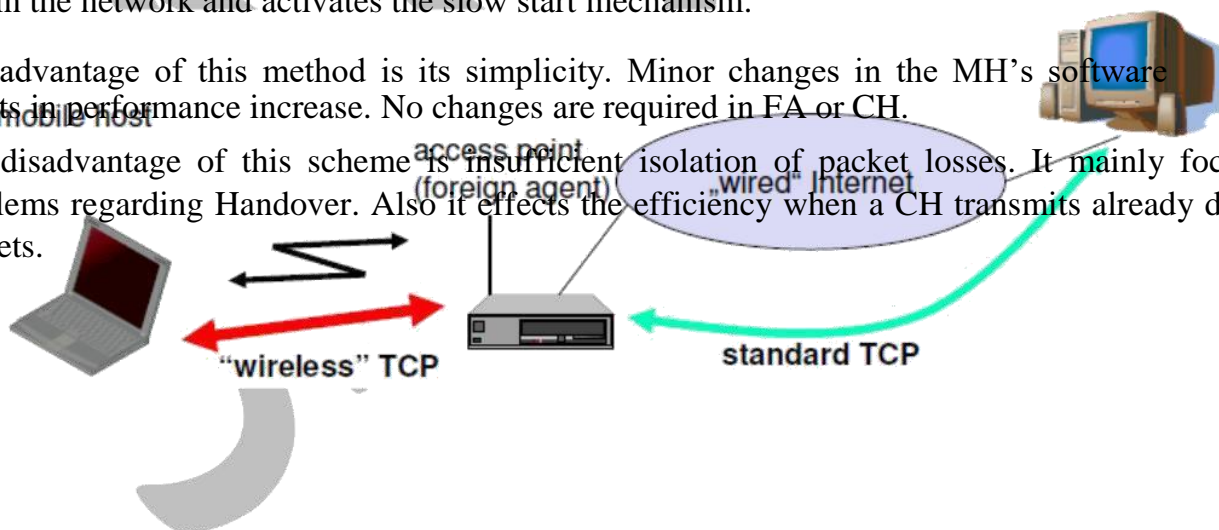 the network and activates the slow start mechanism.
advantage of this method is its simplicity. Minor changes in the MH's software
in performance increase. No changes are required in FA or CH.
mobile host
access point
disadvantage of this scheme is insufficient isolation of packet losses. It mainly foc
(foreign agent)
„wired" Internet
lems regarding Handover. Also it effects the efficiency when a CH transmits already d
ets.
"wireless" TCP
standard TCP